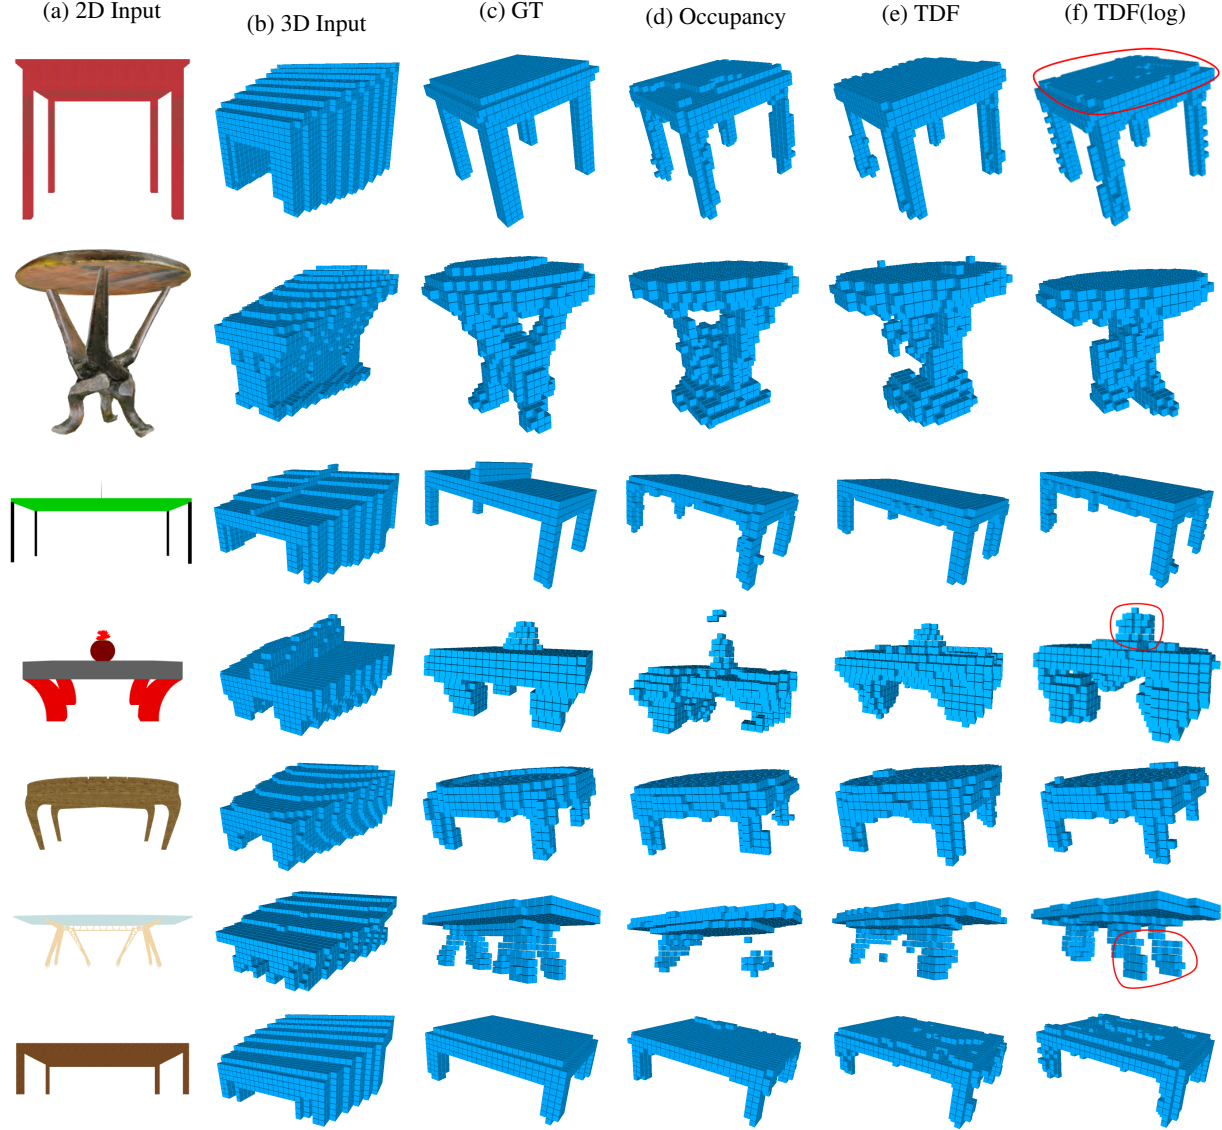 (a) 2D Input
(b) 3D Input
(c) GT
(d) Occupancy
(e) TDF
(f) TDF(log)